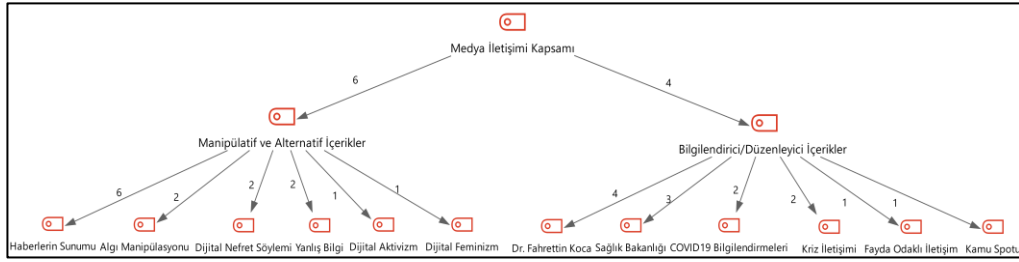 Medya İletişimi Kapsamı
6
4
Manipülatif ve Alternatif İçerikler
Bilgilendirici/Düzenleyici İçerikler
6
2
2
2
1
1
4
3
2
2
1
1
Haberlerin Sunumu
Algı Manipülasyonu
Dijital Nefret Söylemi
Yanlış Bilgi
Dijital Aktivizm
Dijital Feminizm
Dr. Fahrettin Koca
Sağlık Bakanlığı
COVID19 Bilgilendirmeleri
Kriz İletişimi
Fayda Odaklı İletişim
Kamu Spotu